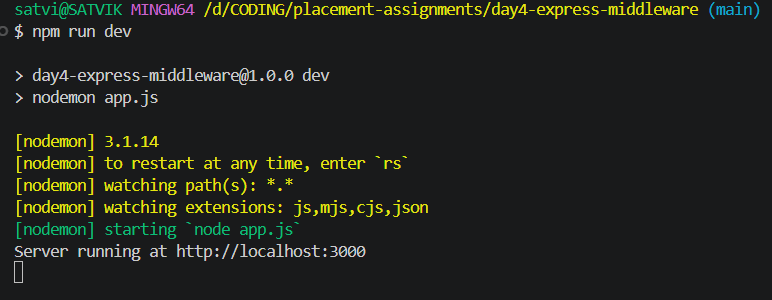 satvi@SATVIK MINGW64 /d/CODING/placement-assignments/day4-express-middleware (main)
$ npm run dev
> day4-express-middleware@1.0.0 dev
> nodemon app.js
[nodemon] 3.1.14
[nodemon] to restart at any time, enter `rs`
[nodemon] watching path(s): *.*
[nodemon] watching extensions: js,mjs,cjs,json
[nodemon] starting `node app.js`
Server running at http://localhost:3000